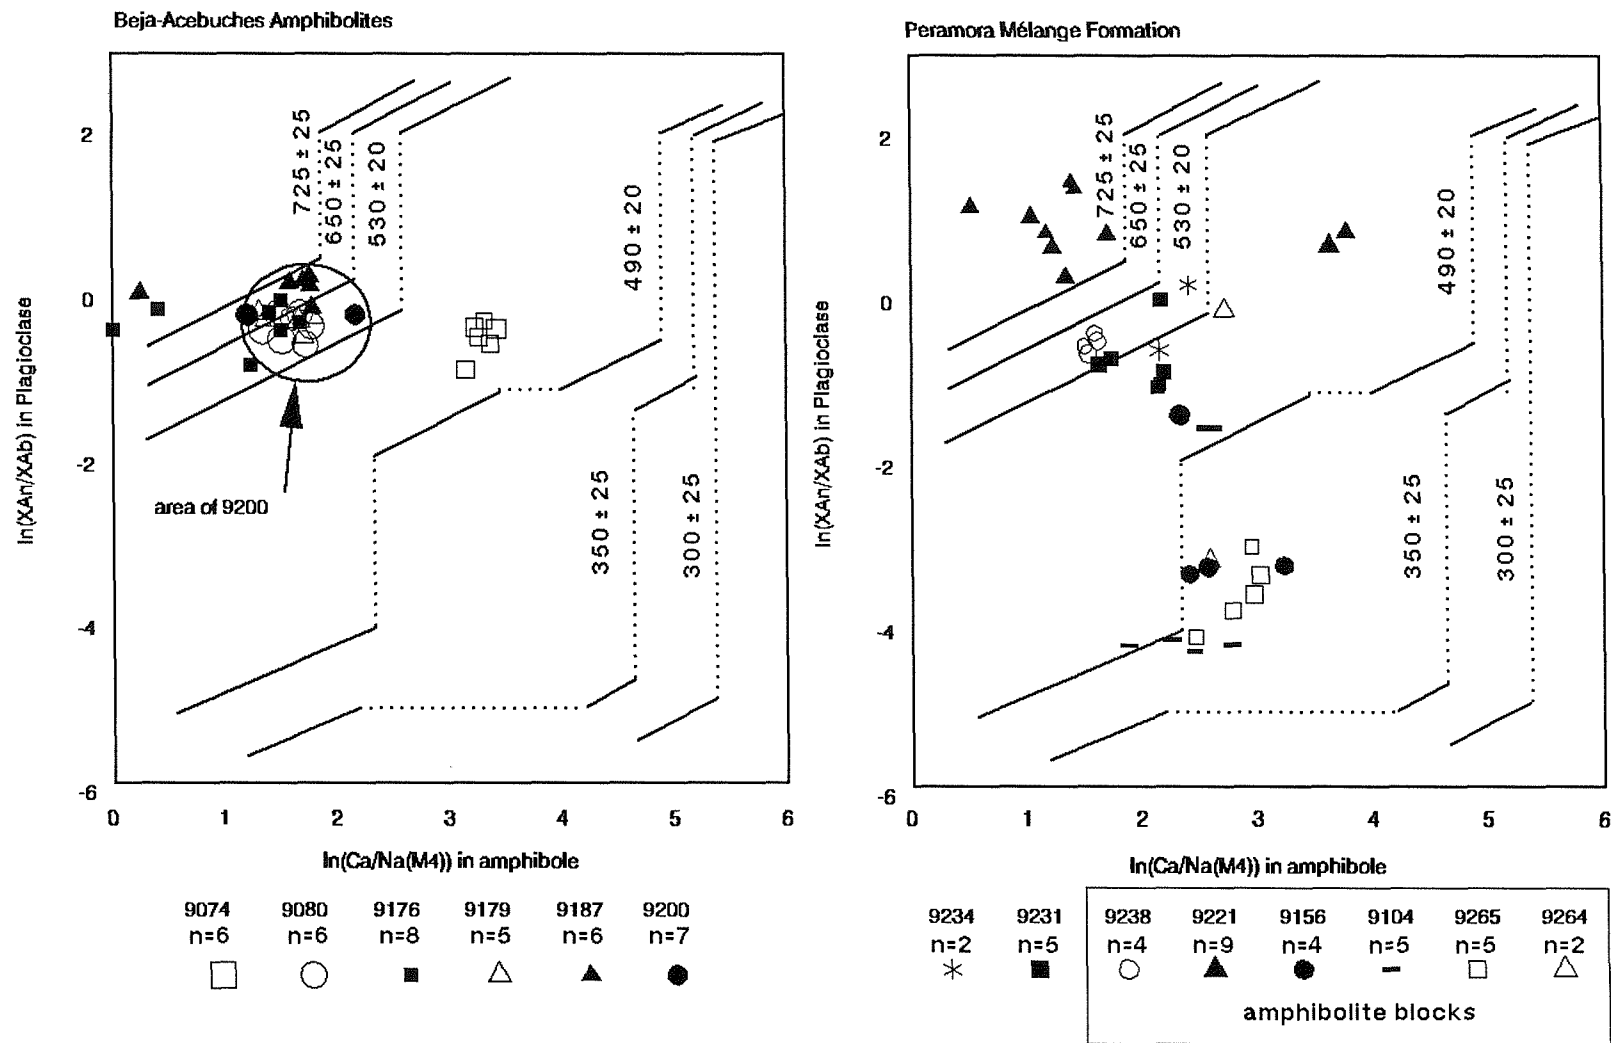 Beja-Acebuches Amphibolites
ln(XAn/XAb) in Plagioclase
2
0
-2
-4
-6
725 ± 25
650 ± 25
530 ± 20
490 ± 20
350 ± 25
300 ± 25
area of 9200
0 1 2 3 4 5 6
ln(Ca/Na(M4)) in amphibole
9074 9080 9176 9179 9187 9200
n=6 n=6 n=8 n=5 n=6 n=7
Peramora Mélange Formation
ln(XAn/XAb) in Plagioclase
2
0
-2
-4
-6
725 ± 25
650 ± 25
530 ± 20
490 ± 20
350 ± 25
300 ± 25
0 1 2 3 4 5 6
ln(Ca/Na(M4)) in amphibole
9234 9231 9238 9221 9156 9104 9265 9264
n=2 n=5 n=4 n=9 n=4 n=5 n=5 n=2
amphibolite blocks